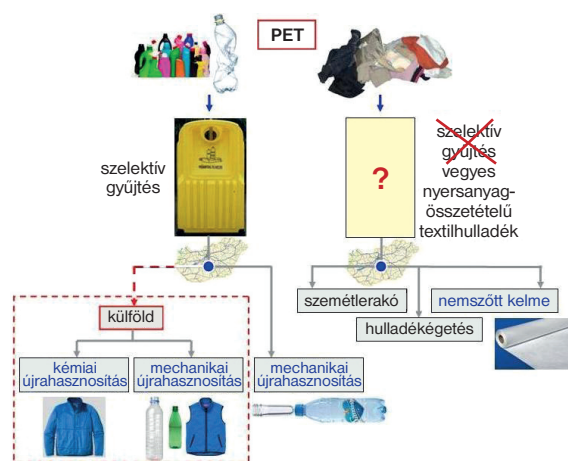 PET
szelektív
gyűjtés
?
szelektív
gyűjtés
vegyes
nyersanyag-
összetételű
textilhulladék
külföld
kémiai
újrahasznosítás
mechanikai
újrahasznosítás
mechanikai
újrahasznosítás
szemétlerakó
hulladékégetés
nemszőtt kelme